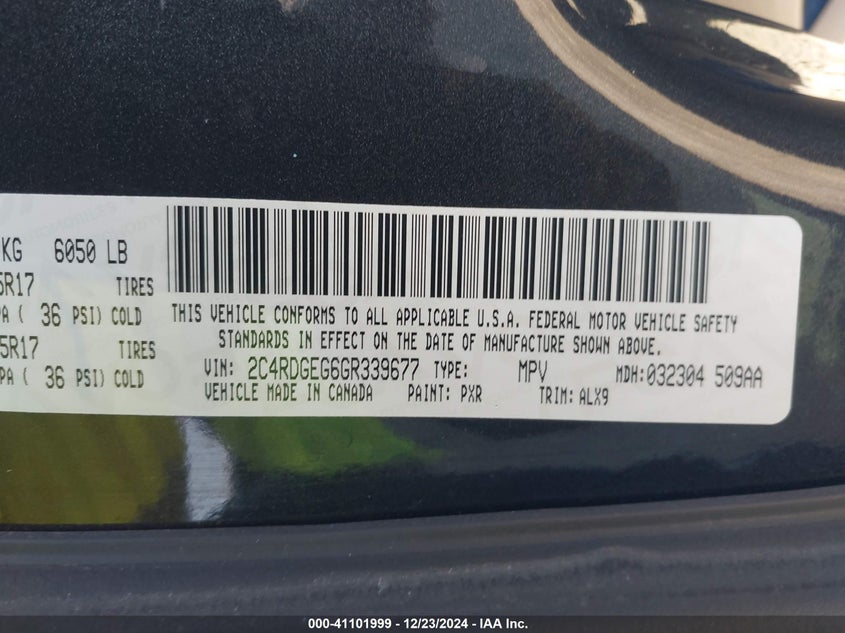 KG 6050 LB
5R17 TIRES
PA ( 36 PSI) COLD
5R17 TIRES
PA ( 36 PSI) COLD
THIS VEHICLE CONFORMS TO ALL APPLICABLE U.S.A. FEDERAL MOTOR VEHICLE SAFETY
STANDARDS IN EFFECT ON THE DATE OF MANUFACTURE SHOWN ABOVE.
VIN: 2C4RDGEG6GR339677 TYPE: MPV MDH:032304 509AA
VEHICLE MADE IN CANADA PAINT: PXR TRIM: ALX9
000-41101999 - 12/23/2024 - IAA Inc.